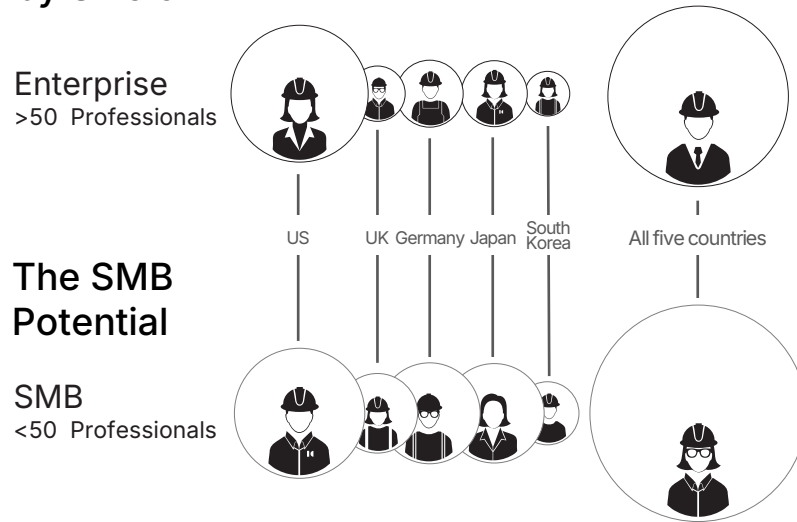 Enterprise
>50 Professionals
US
UK
Germany
Japan
South
Korea
All five countries
The SMB
Potential
SMB
<50 Professionals